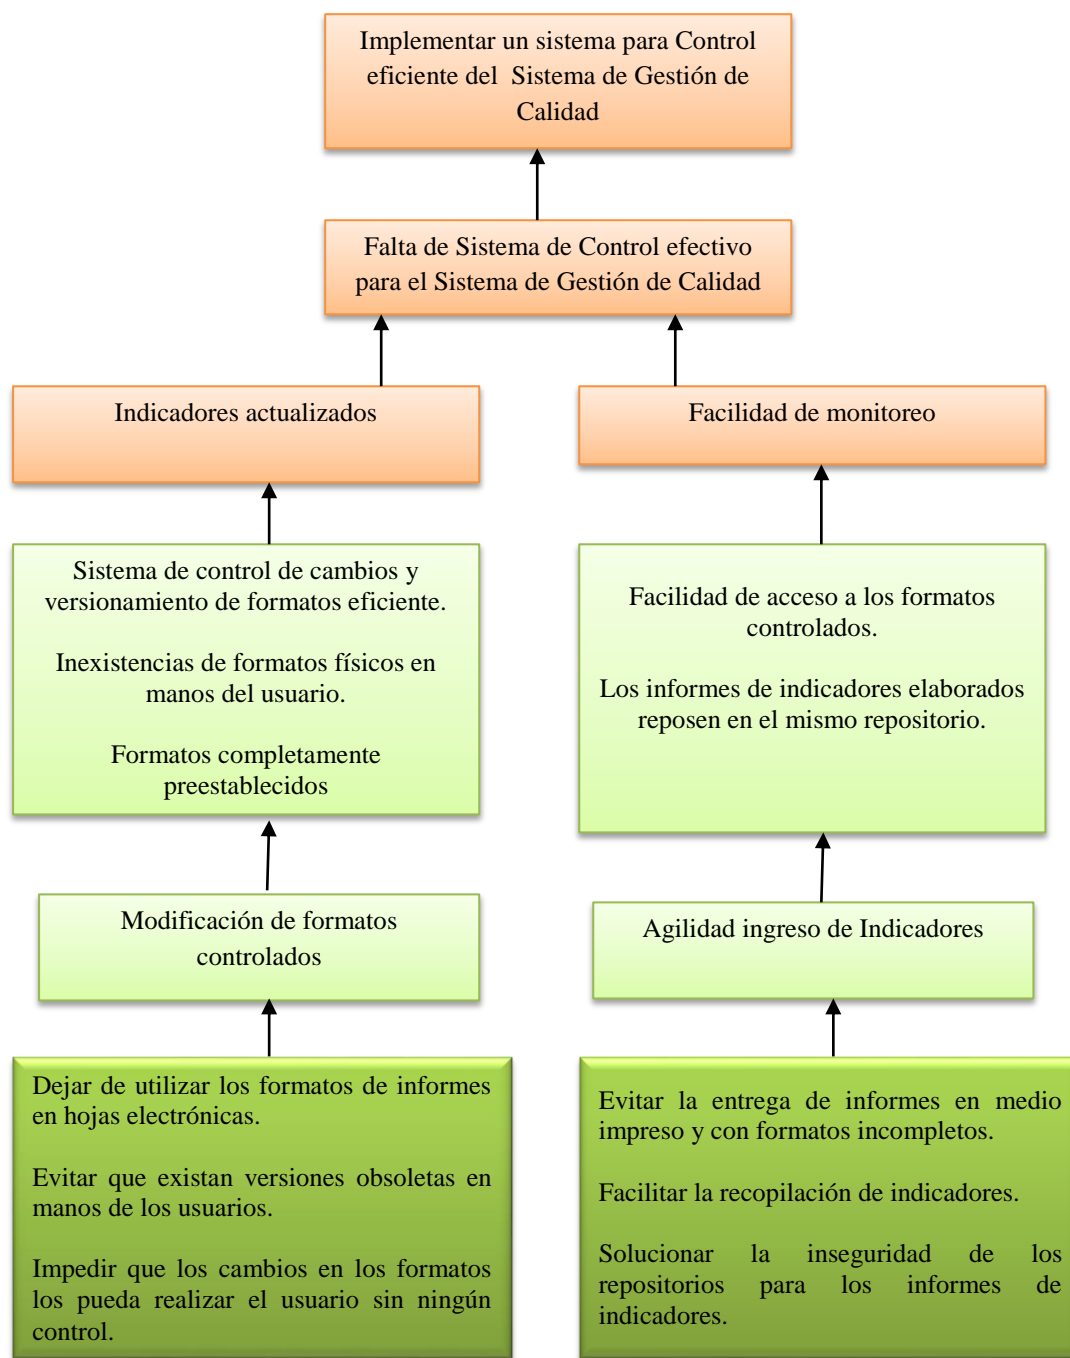 Implementar un sistema para Control
eficiente del Sistema de Gestión de
Calidad
Falta de Sistema de Control efectivo
para el Sistema de Gestión de Calidad
Indicadores actualizados
Facilidad de monitoreo
Sistema de control de cambios y
versionamiento de formatos eficiente.
Inexistencias de formatos físicos en
manos del usuario.
Formatos completamente
preestablecidos
Facilidad de acceso a los formatos
controlados.
Los informes de indicadores elaborados
reposen en el mismo repositorio.
Modificación de formatos
controlados
Agilidad ingreso de Indicadores
Dejar de utilizar los formatos de informes
en hojas electrónicas.
Evitar que existan versiones obsoletas en
manos de los usuarios.
Impedir que los cambios en los formatos
los pueda realizar el usuario sin ningún
control.
Evitar la entrega de informes en medio
impreso y con formatos incompletos.
Facilitar la recopilación de indicadores.
Solucionar la inseguridad de los
repositorios para los informes de
indicadores.